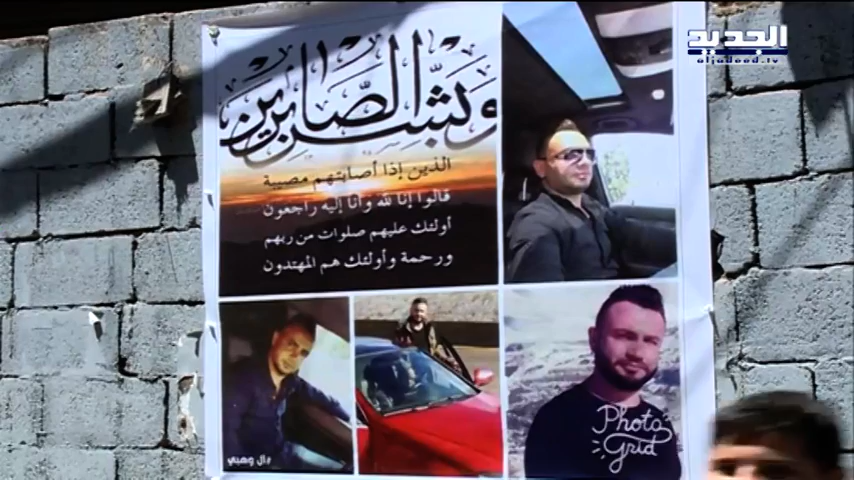 الجديد
aljadeed.tv
وبشر الصابرين
الذين إذا أصابتهم مصيبة
قالوا إنا لله وانا إليه راجعون
أولئك عليهم صلوات من ربهم
ورحمة وأولئك هم المهتدون
Photo
Grid